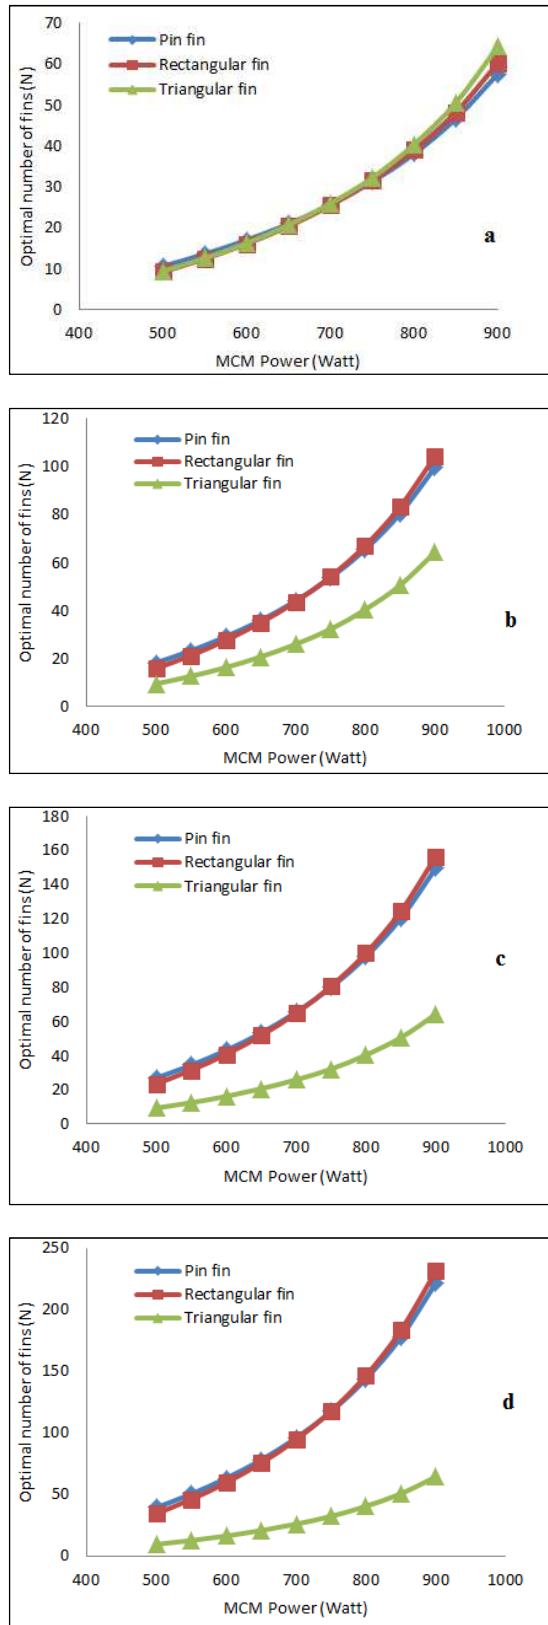 70
60
50
40
30
20
10
0
Optimal number of fins (N)
Pin fin
Rectangular fin
Triangular fin
a
400 500 600 700 800 900
MCM Power (Watt)
120
100
80
60
40
20
0
Optimal number of fins (N)
Pin fin
Rectangular fin
Triangular fin
b
400 500 600 700 800 900 1000
MCM Power (Watt)
180
160
140
120
100
80
60
40
20
0
Optimal number of fins (N)
Pin fin
Rectangular fin
Triangular fin
c
400 500 600 700 800 900 1000
MCM Power (Watt)
250
200
150
100
50
0
Optimal number of fins (N)
Pin fin
Rectangular fin
Triangular fin
d
400 500 600 700 800 900 1000
MCM Power (Watt)